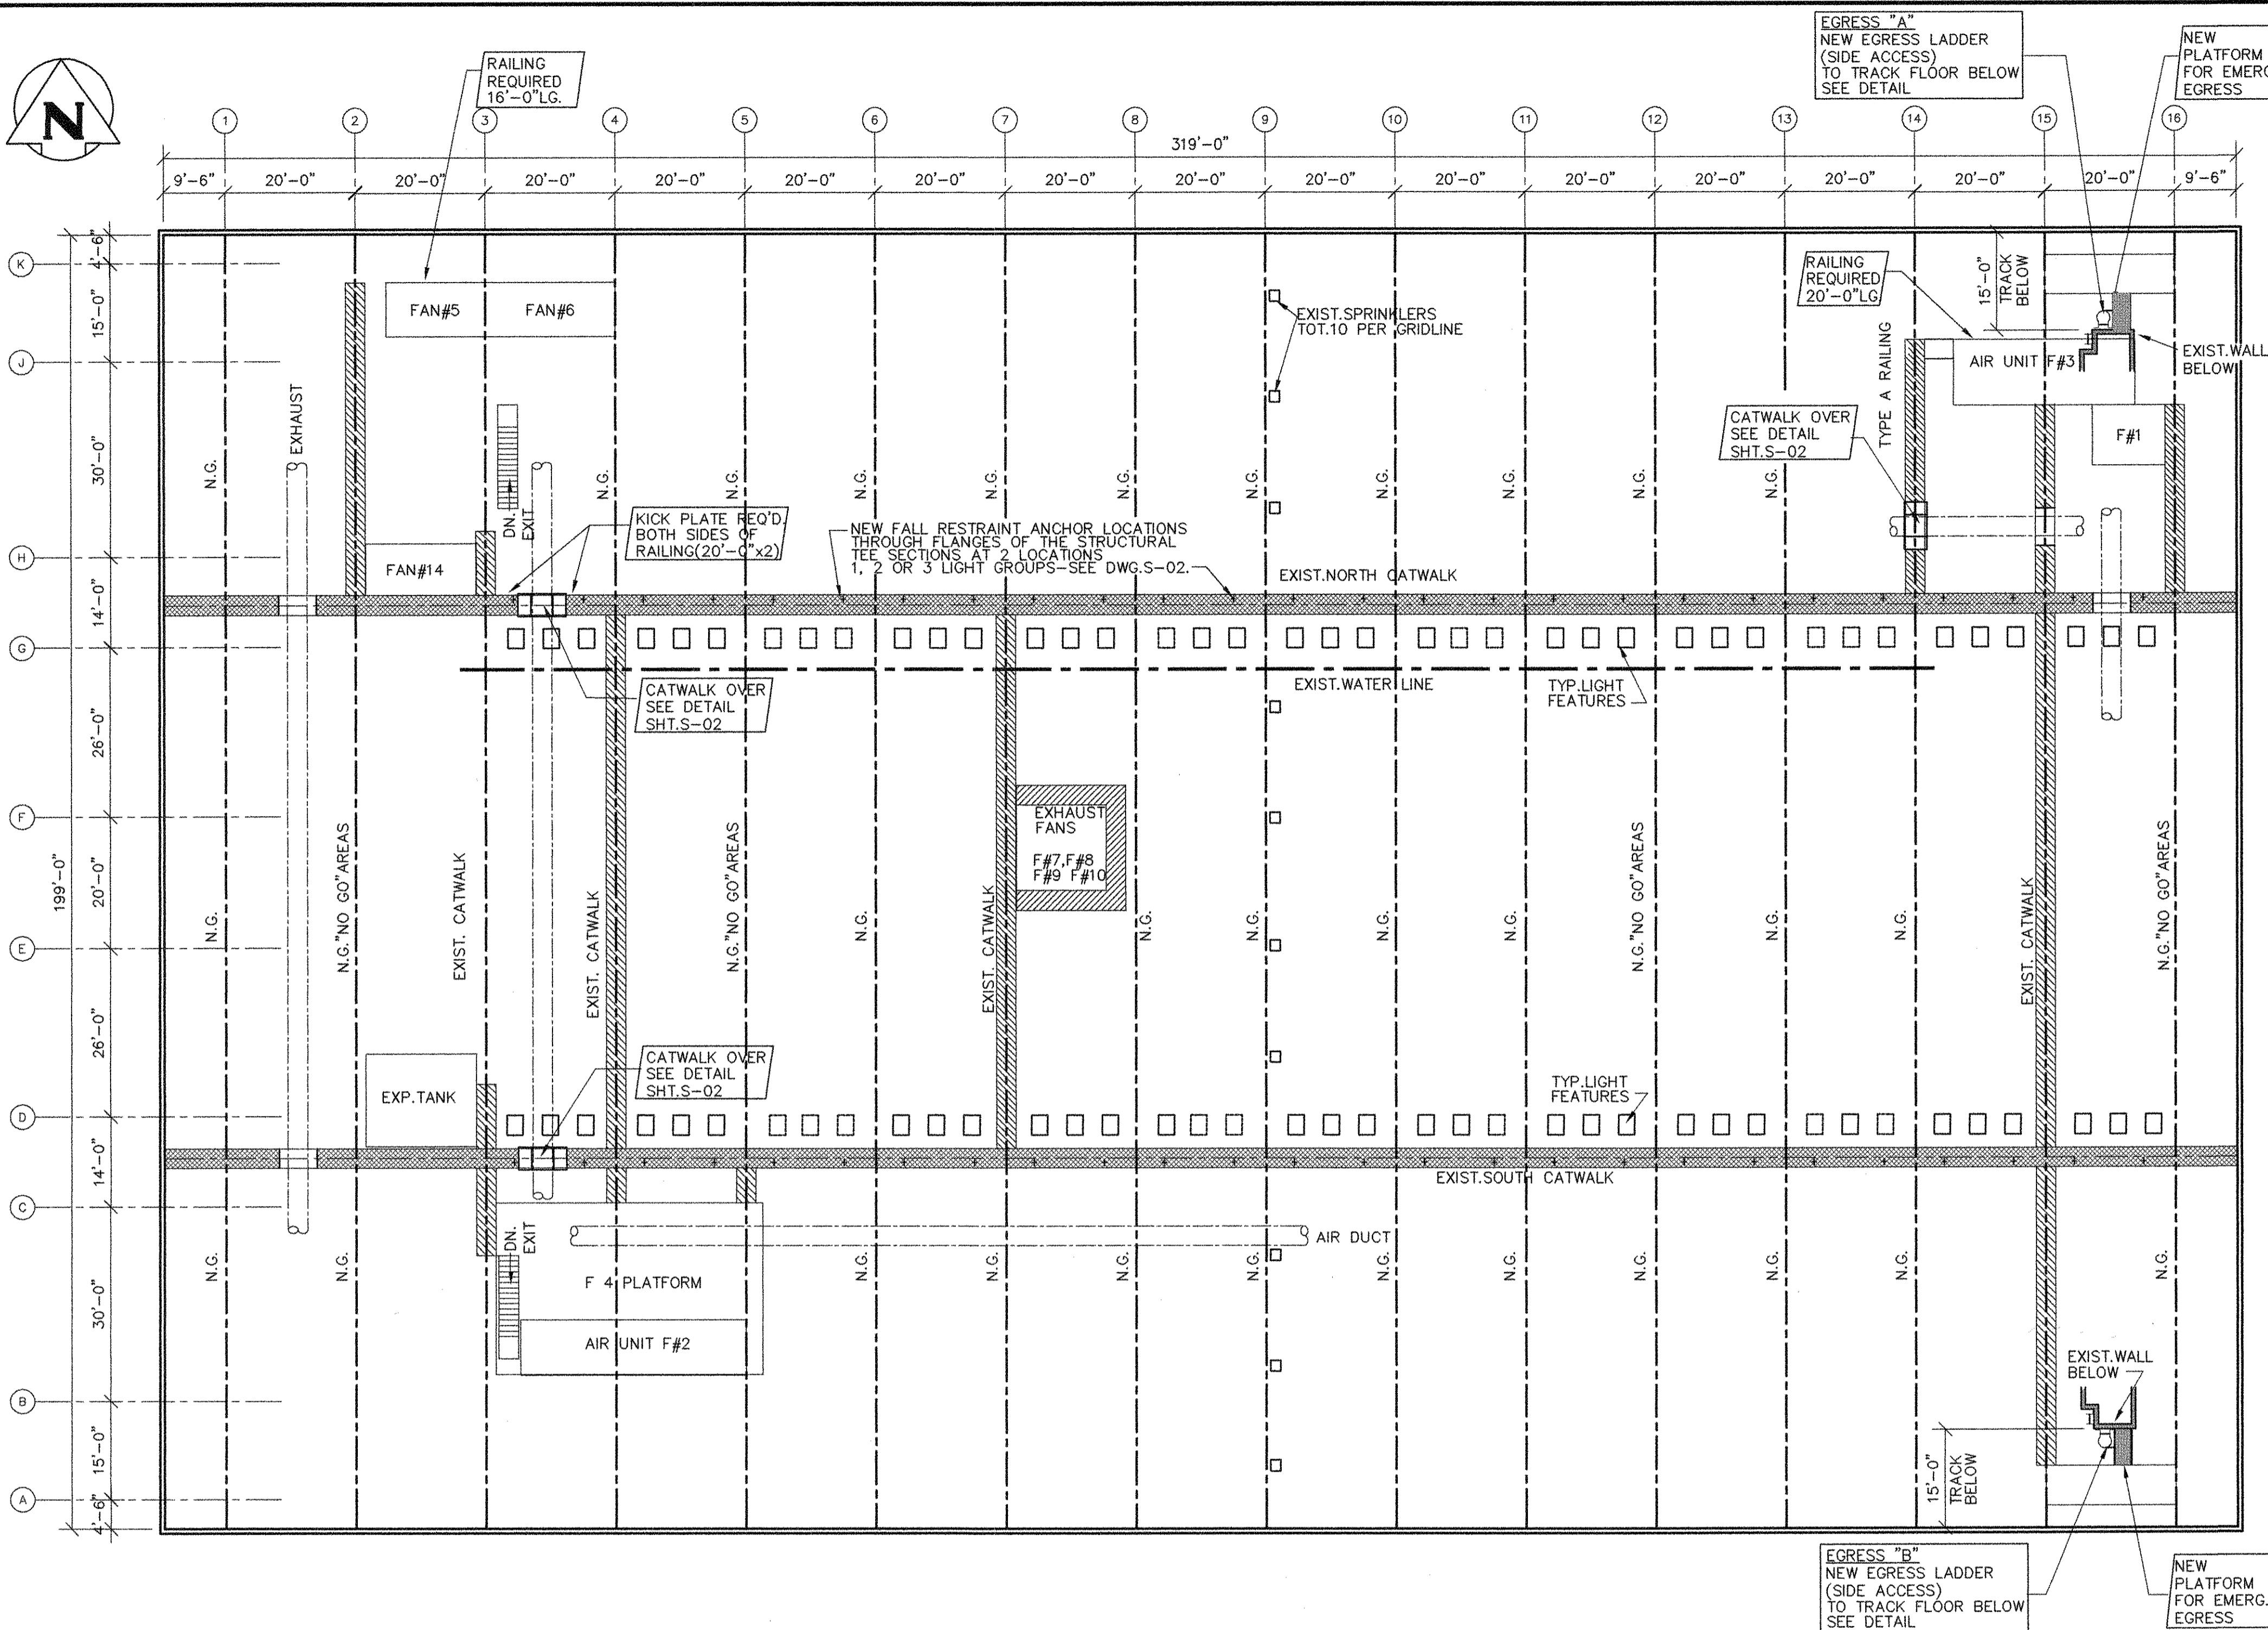 EGRESS "A"
NEW EGRESS LADDER
(SIDE ACCESS)
TO TRACK FLOOR BELOW
SEE DETAIL
NEW
PLATFORM
FOR EMERG
EGRESS
RAILING
REQUIRED
16'-0"LG.
N
1 2 3 4 5 6 7 8 9 10 11 12 13 14 15 16
319'-0"
9'-6" 20'-0" 20'-0" 20'-0" 20'-0" 20'-0" 20'-0" 20'-0" 20'-0" 20'-0" 20'-0" 20'-0" 20'-0" 20'-0" 20'-0" 20'-0" 9'-6"
199'-0"
4'-6"
15'-0"
30'-0"
14'-0"
26'-0"
20'-0"
26'-0"
14'-0"
30'-0"
15'-0"
4'-6"
K
J
H
G
F
E
D
C
B
A
FAN#5
FAN#6
EXIST.SPRINKLERS
TOT.10 PER GRIDLINE
RAILING
REQUIRED
20'-0"LG
15'-0"
TRACK
BELOW
AIR UNIT F#3
EXIST.WALL
BELOW
TYPE A RAILING
CATWALK OVER
SEE DETAIL
SHT.S-02
F#1
EXHAUST
N.G. N.G. N.G. N.G. N.G. N.G. N.G. N.G. N.G. N.G. N.G.
DN.
EXIT
KICK PLATE REQ'D.
BOTH SIDES OF
RAILING(20'-0"x2)
NEW FALL RESTRAINT ANCHOR LOCATIONS
THROUGH FLANGES OF THE STRUCTURAL
TEE SECTIONS AT 2 LOCATIONS
1, 2 OR 3 LIGHT GROUPS-SEE DWG.S-02.
FAN#14
EXIST.NORTH CATWALK
CATWALK OVER
SEE DETAIL
SHT.S-02
EXIST.WATER LINE
TYP.LIGHT
FEATURES
EXHAUST
FANS
F#7,F#8
F#9 F#10
N.G.
N.G."NO GO"AREAS
EXIST. CATWALK
EXIST. CATWALK
N.G."NO GO"AREAS
N.G.
EXIST. CATWALK
N.G.
N.G.
N.G.
N.G.
N.G."NO GO"AREAS
N.G.
N.G.
EXIST. CATWALK
N.G."NO GO"AREAS
CATWALK OVER
SEE DETAIL
SHT.S-02
EXP.TANK
TYP.LIGHT
FEATURES
EXIST.SOUTH CATWALK
DN.
EXIT
AIR DUCT
F 4 PLATFORM
AIR UNIT F#2
N.G. N.G. N.G. N.G. N.G. N.G. N.G. N.G. N.G. N.G. N.G. N.G.
EXIST.WALL
BELOW
15'-0"
TRACK
BELOW
EGRESS "B"
NEW EGRESS LADDER
(SIDE ACCESS)
TO TRACK FLOOR BELOW
SEE DETAIL
NEW
PLATFORM
FOR EMERG.
EGRESS